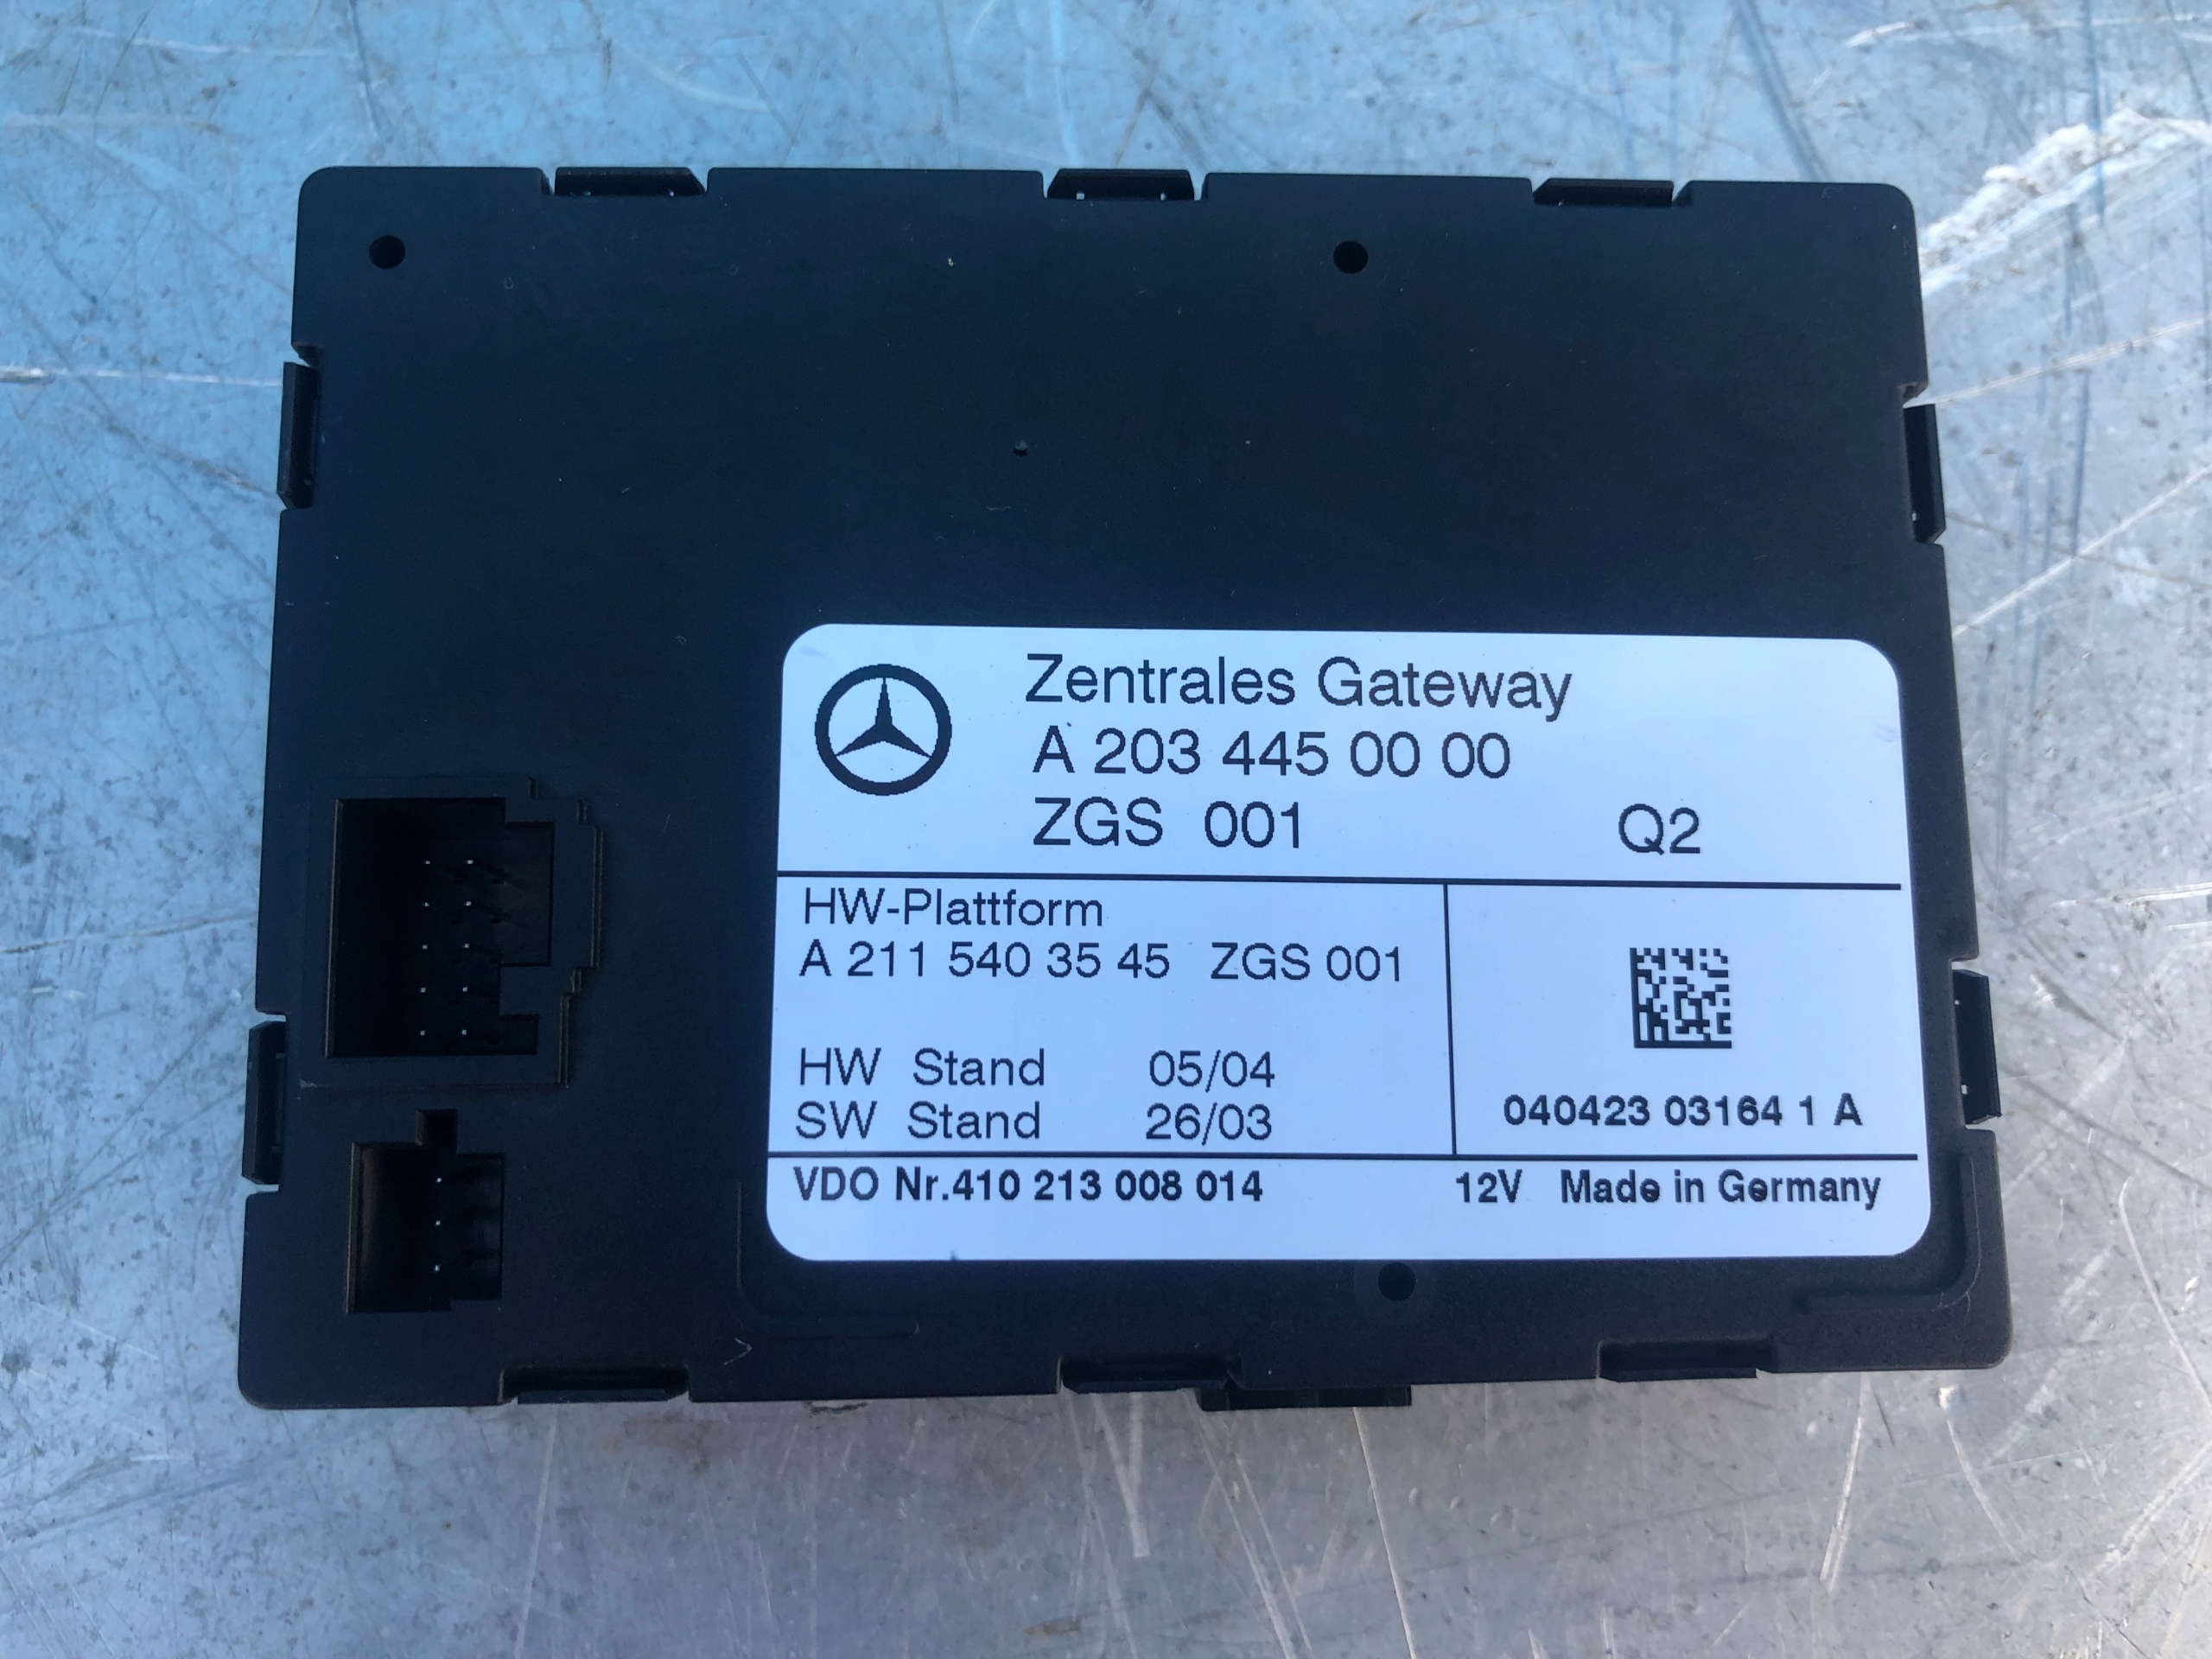 Zentrales Gateway
A 203 445 00 00
ZGS 001 Q2
HW-Plattform
A 211 540 35 45 ZGS 001
HW Stand 05/04
SW Stand 26/03
040423 03164 1 A
VDO Nr.410 213 008 014 12V Made in Germany